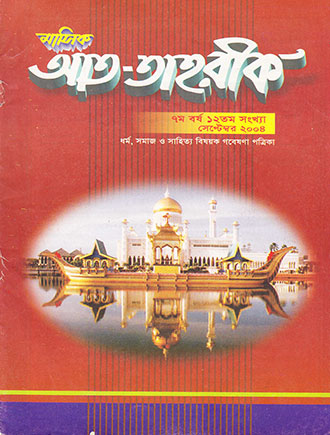 মাসিক
আত-তাহরীক
৭ম বর্ষ ১২তম সংখ্যা
সেপ্টেম্বর ২০০৪
ধর্ম, সমাজ ও সাহিত্য বিষয়ক গবেষণা পত্রিকা